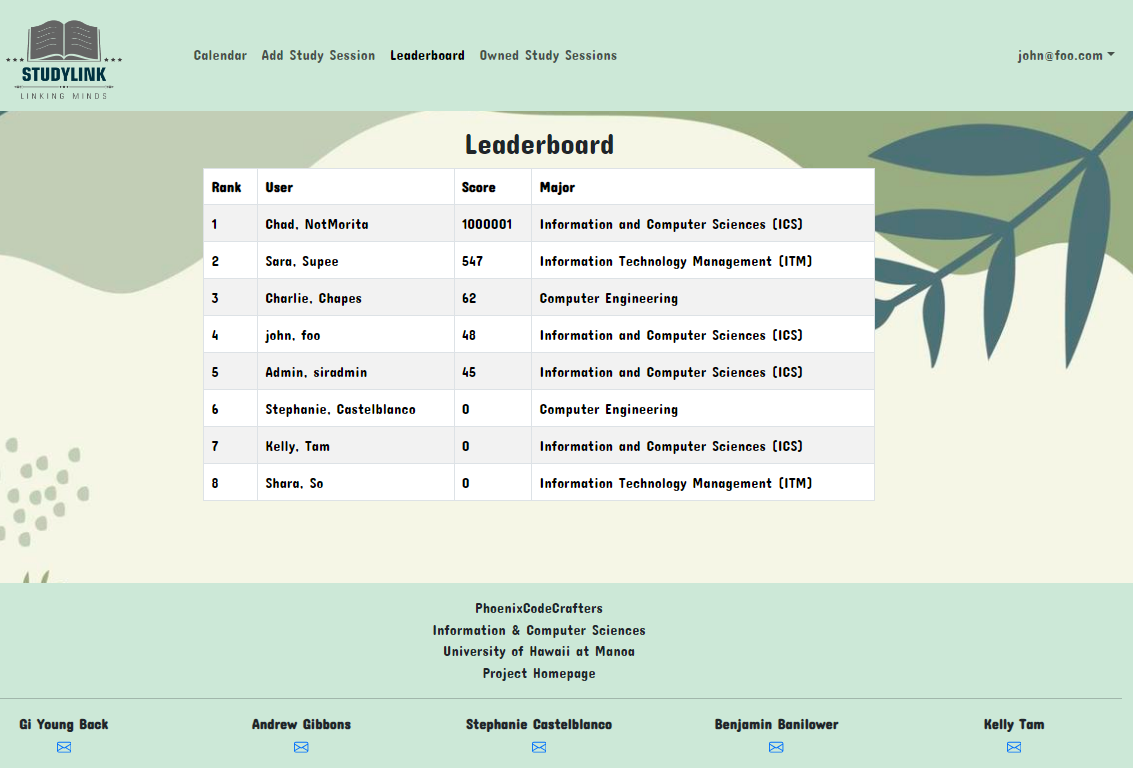 STUDYLINK
LINKING MINDS
Calendar Add Study Session Leaderboard Owned Study Sessions john@foo.com
Leaderboard
Rank User Score Major
1 Chad, NotMorita 1000001 Information and Computer Sciences (ICS)
2 Sara, Supee 547 Information Technology Management (ITM)
3 Charlie, Chapes 62 Computer Engineering
4 john, foo 48 Information and Computer Sciences (ICS)
5 Admin, siradmin 45 Information and Computer Sciences (ICS)
6 Stephanie, Castelblanco 0 Computer Engineering
7 Kelly, Tam 0 Information and Computer Sciences (ICS)
8 Shara, So 0 Information Technology Management (ITM)
PhoenixCodeCrafters
Information & Computer Sciences
University of Hawaii at Manoa
Project Homepage
Gi Young Back Andrew Gibbons Stephanie Castelblanco Benjamin Banilower Kelly Tam